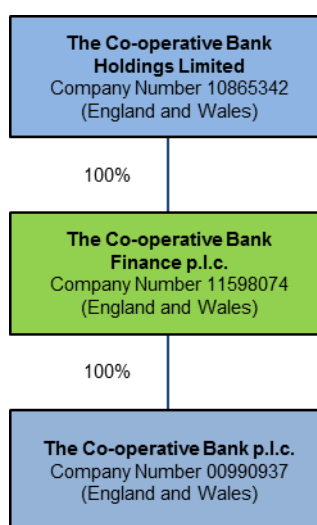 The Co-operative Bank
Holdings Limited
Company Number 10865342
(England and Wales)
100%
The Co-operative Bank
Finance p.l.c.
Company Number 11598074
(England and Wales)
100%
The Co-operative Bank p.l.c.
Company Number 00990937
(England and Wales)